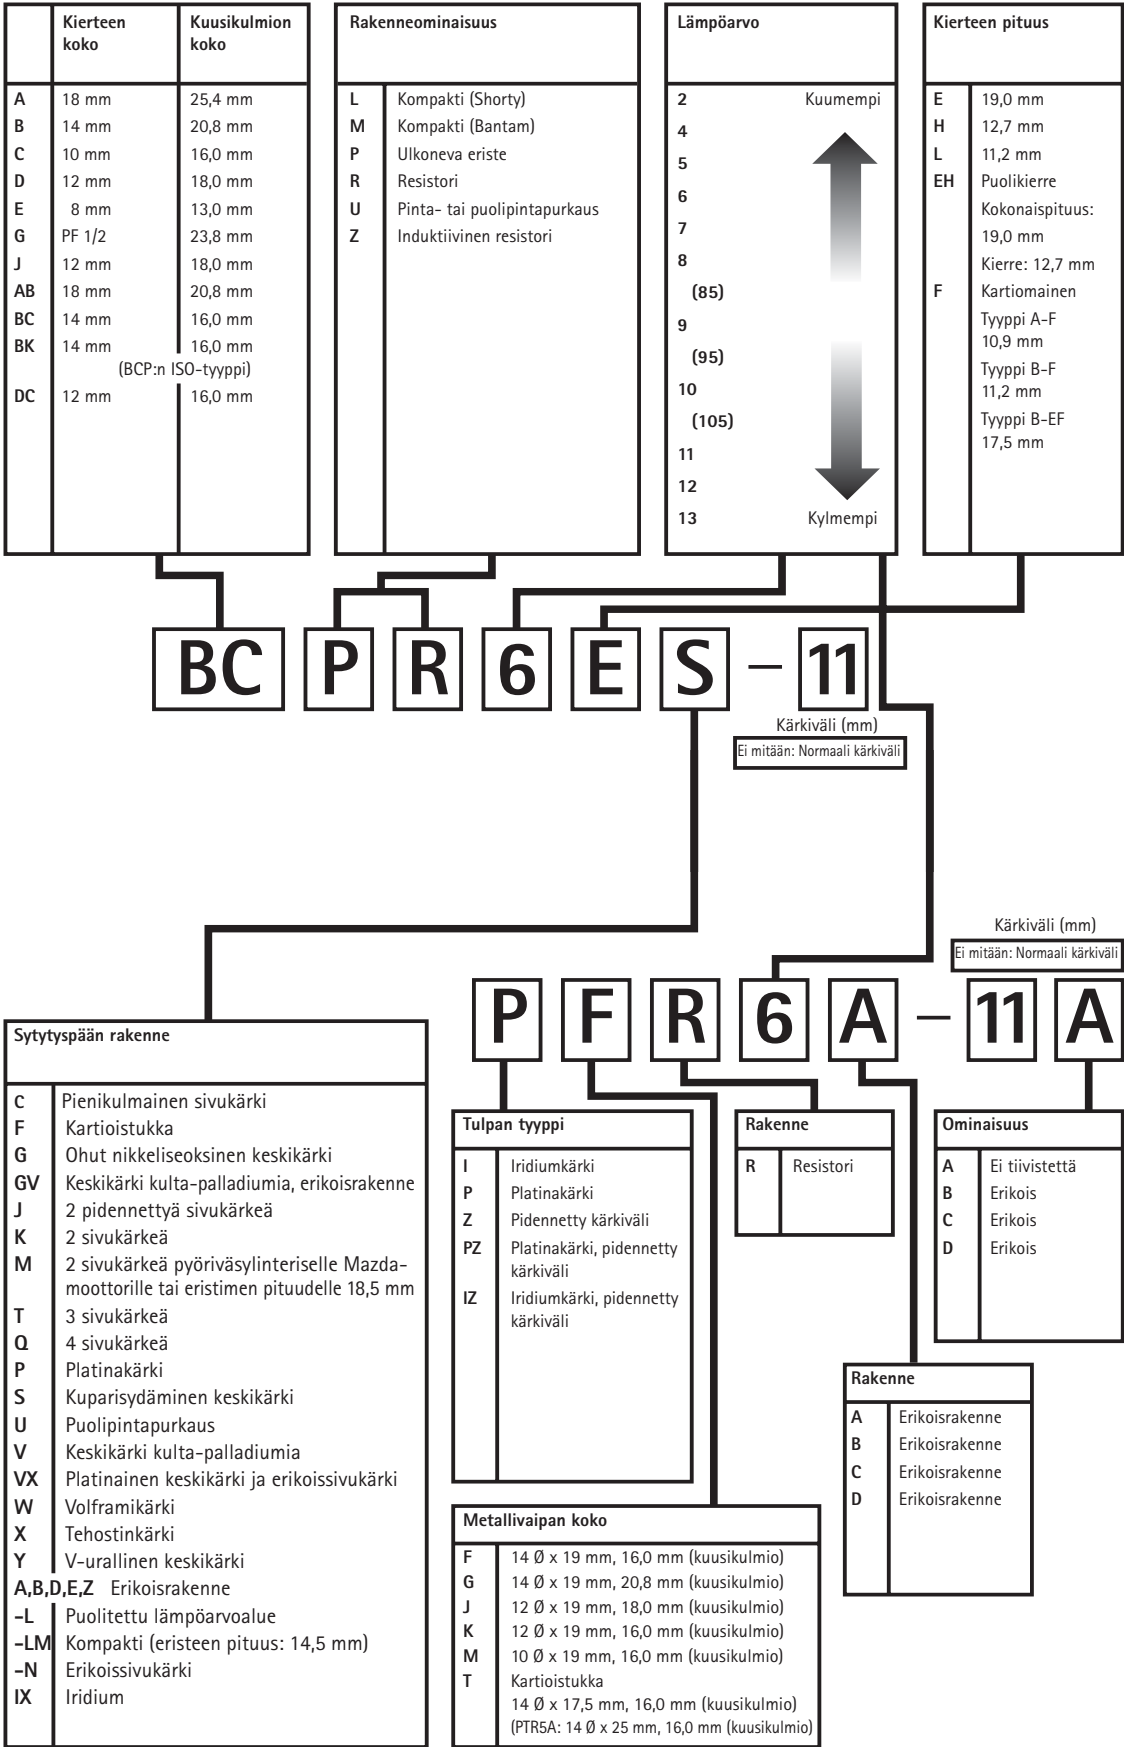 Kierteen koko
Kuusikulmion koko
A 18 mm 25,4 mm
B 14 mm 20,8 mm
C 10 mm 16,0 mm
D 12 mm 18,0 mm
E 8 mm 13,0 mm
G PF 1/2 23,8 mm
J 12 mm 18,0 mm
AB 18 mm 20,8 mm
BC 14 mm 16,0 mm
BK 14 mm 16,0 mm
(BCP:n ISO-tyyppi)
DC 12 mm 16,0 mm
Rakenneominaisuus
L Kompakti (Shorty)
M Kompakti (Bantam)
P Ulkoneva eriste
R Resistori
U Pinta- tai puolipintapurkaus
Z Induktiivinen resistori
Lämpöarvo
2 Kuumempi
4
5
6
7
8
(85)
9
(95)
10
(105)
11
12
13 Kylmempi
Kierteen pituus
E 19,0 mm
H 12,7 mm
L 11,2 mm
EH Puolikierre
Kokonaispituus:
19,0 mm
Kierre: 12,7 mm
F Kartiomainen
Tyyppi A-F
10,9 mm
Tyyppi B-F
11,2 mm
Tyyppi B-EF
17,5 mm
BC P R 6 E S – 11
Kärkiväli (mm)
Ei mitään: Normaali kärkiväli
Kärkiväli (mm)
Ei mitään: Normaali kärkiväli
P F R 6 A – 11 A
Sytytyspään rakenne
C Pienikulmainen sivukärki
F Kartioistukka
G Ohut nikkeliseoksinen keskikärki
GV Keskikärki kulta-palladiumia, erikoisrakenne
J 2 pidennettyä sivukärkeä
K 2 sivukärkeä
M 2 sivukärkeä pyöriväsylinteriselle Mazda-
moottorille tai eristimen pituudelle 18,5 mm
T 3 sivukärkeä
Q 4 sivukärkeä
P Platinakärki
S Kuparisydäminen keskikärki
U Puolipintapurkaus
V Keskikärki kulta-palladiumia
VX Platinainen keskikärki ja erikoissivukärki
W Volframikärki
X Tehostinkärki
Y V-urallinen keskikärki
A,B,D,E,Z Erikoisrakenne
-L Puolitettu lämpöarvoalue
-LM Kompakti (eristeen pituus: 14,5 mm)
-N Erikoissivukärki
IX Iridium
Tulpan tyyppi
I Iridiumkärki
P Platinakärki
Z Pidennetty kärkiväli
PZ Platinakärki, pidennetty
kärkiväli
IZ Iridiumkärki, pidennetty
kärkiväli
Rakenne
R Resistori
Ominaisuus
A Ei tiivistettä
B Erikois
C Erikois
D Erikois
Rakenne
A Erikoisrakenne
B Erikoisrakenne
C Erikoisrakenne
D Erikoisrakenne
Metallivaipan koko
F 14 Ø x 19 mm, 16,0 mm (kuusikulmio)
G 14 Ø x 19 mm, 20,8 mm (kuusikulmio)
J 12 Ø x 19 mm, 18,0 mm (kuusikulmio)
K 12 Ø x 19 mm, 16,0 mm (kuusikulmio)
M 10 Ø x 19 mm, 16,0 mm (kuusikulmio)
T Kartioistukka
14 Ø x 17,5 mm, 16,0 mm (kuusikulmio)
(PTR5A: 14 Ø x 25 mm, 16,0 mm (kuusikulmio)